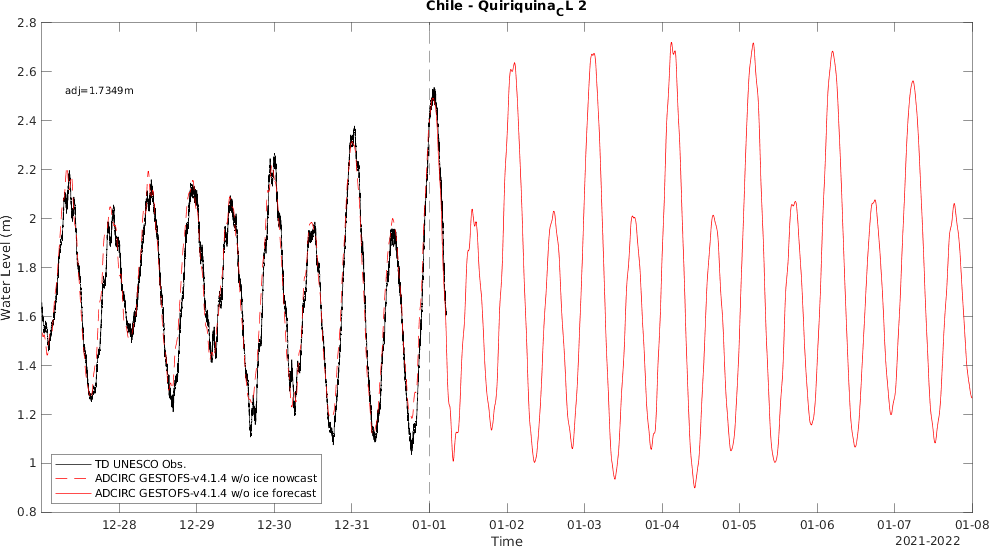 Chile - Quiriquina_CL 2
2.8
2.6
adj=1.7349m
2.4
2.2
2
Water Level (m)
1.8
1.6
1.4
1.2
1
0.8
TD UNESCO Obs.
ADCIRC GESTOFS-v4.1.4 w/o ice nowcast
ADCIRC GESTOFS-v4.1.4 w/o ice forecast
12-28 12-29 12-30 12-31 01-01 01-02 01-03 01-04 01-05 01-06 01-07 01-08
Time
2021-2022